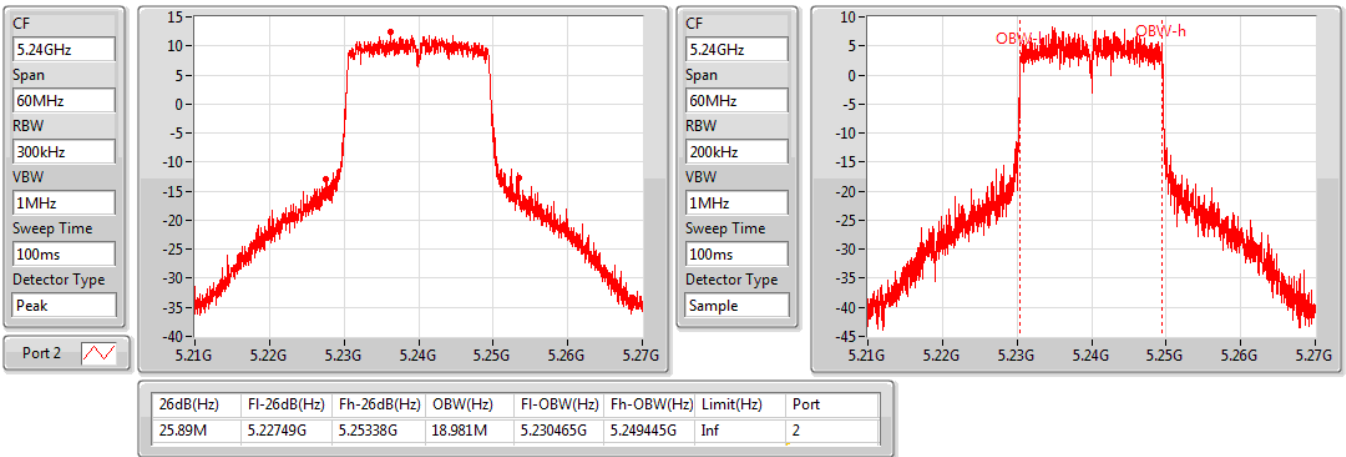 CF
5.24GHz
Span
60MHz
RBW
300kHz
VBW
1MHz
Sweep Time
100ms
Detector Type
Peak
Port 2
15
10
5
0
-5
-10
-15
-20
-25
-30
-35
-40
5.21G 5.22G 5.23G 5.24G 5.25G 5.26G 5.27G
CF
5.24GHz
Span
60MHz
RBW
200kHz
VBW
1MHz
Sweep Time
100ms
Detector Type
Sample
10
5
0
-5
-10
-15
-20
-25
-30
-35
-40
-45
OBW-h
5.21G 5.22G 5.23G 5.24G 5.25G 5.26G 5.27G
26dB(Hz) Fl-26dB(Hz) Fh-26dB(Hz) OBW(Hz) Fl-OBW(Hz) Fh-OBW(Hz) Limit(Hz) Port
25.89M 5.22749G 5.25338G 18.981M 5.230465G 5.249445G Inf 2